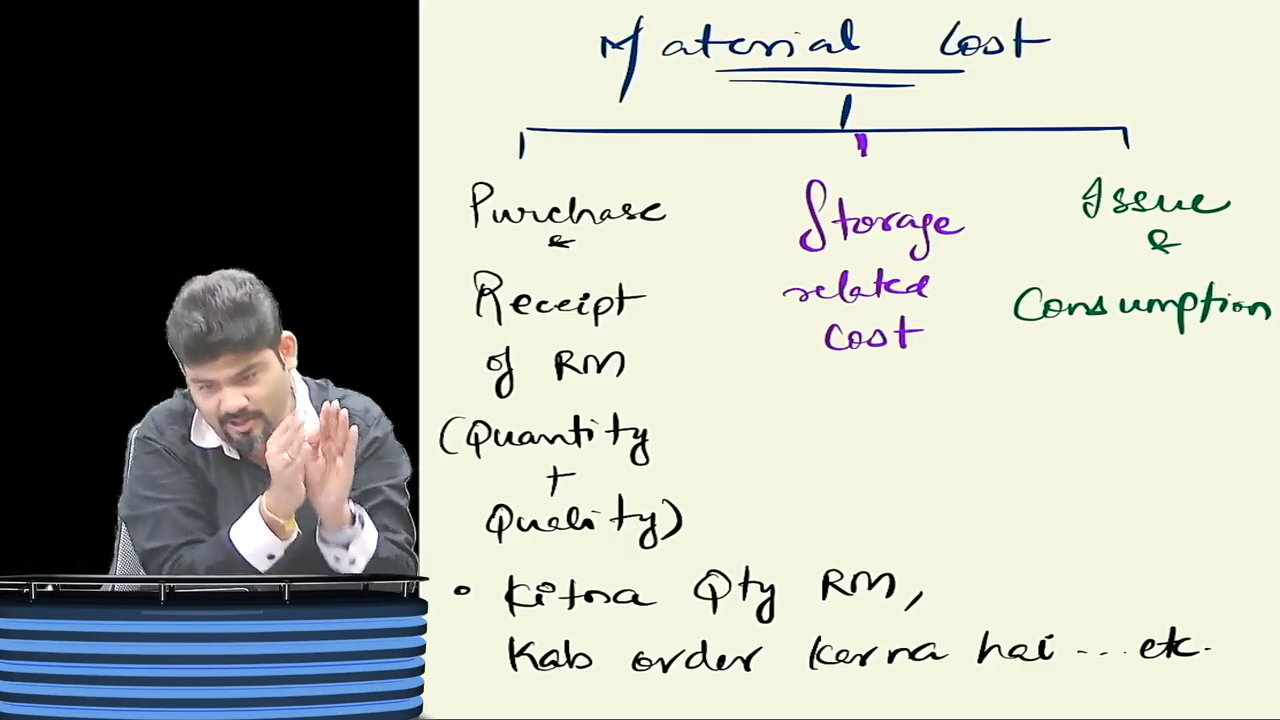 Material Cost
Purchase
&
Receipt
of RM
(Quantity
+
Quality)
Storage
related
cost
Issue
&
Consumption
• Kitna Qty RM,
Kab order karna hai ... etc.